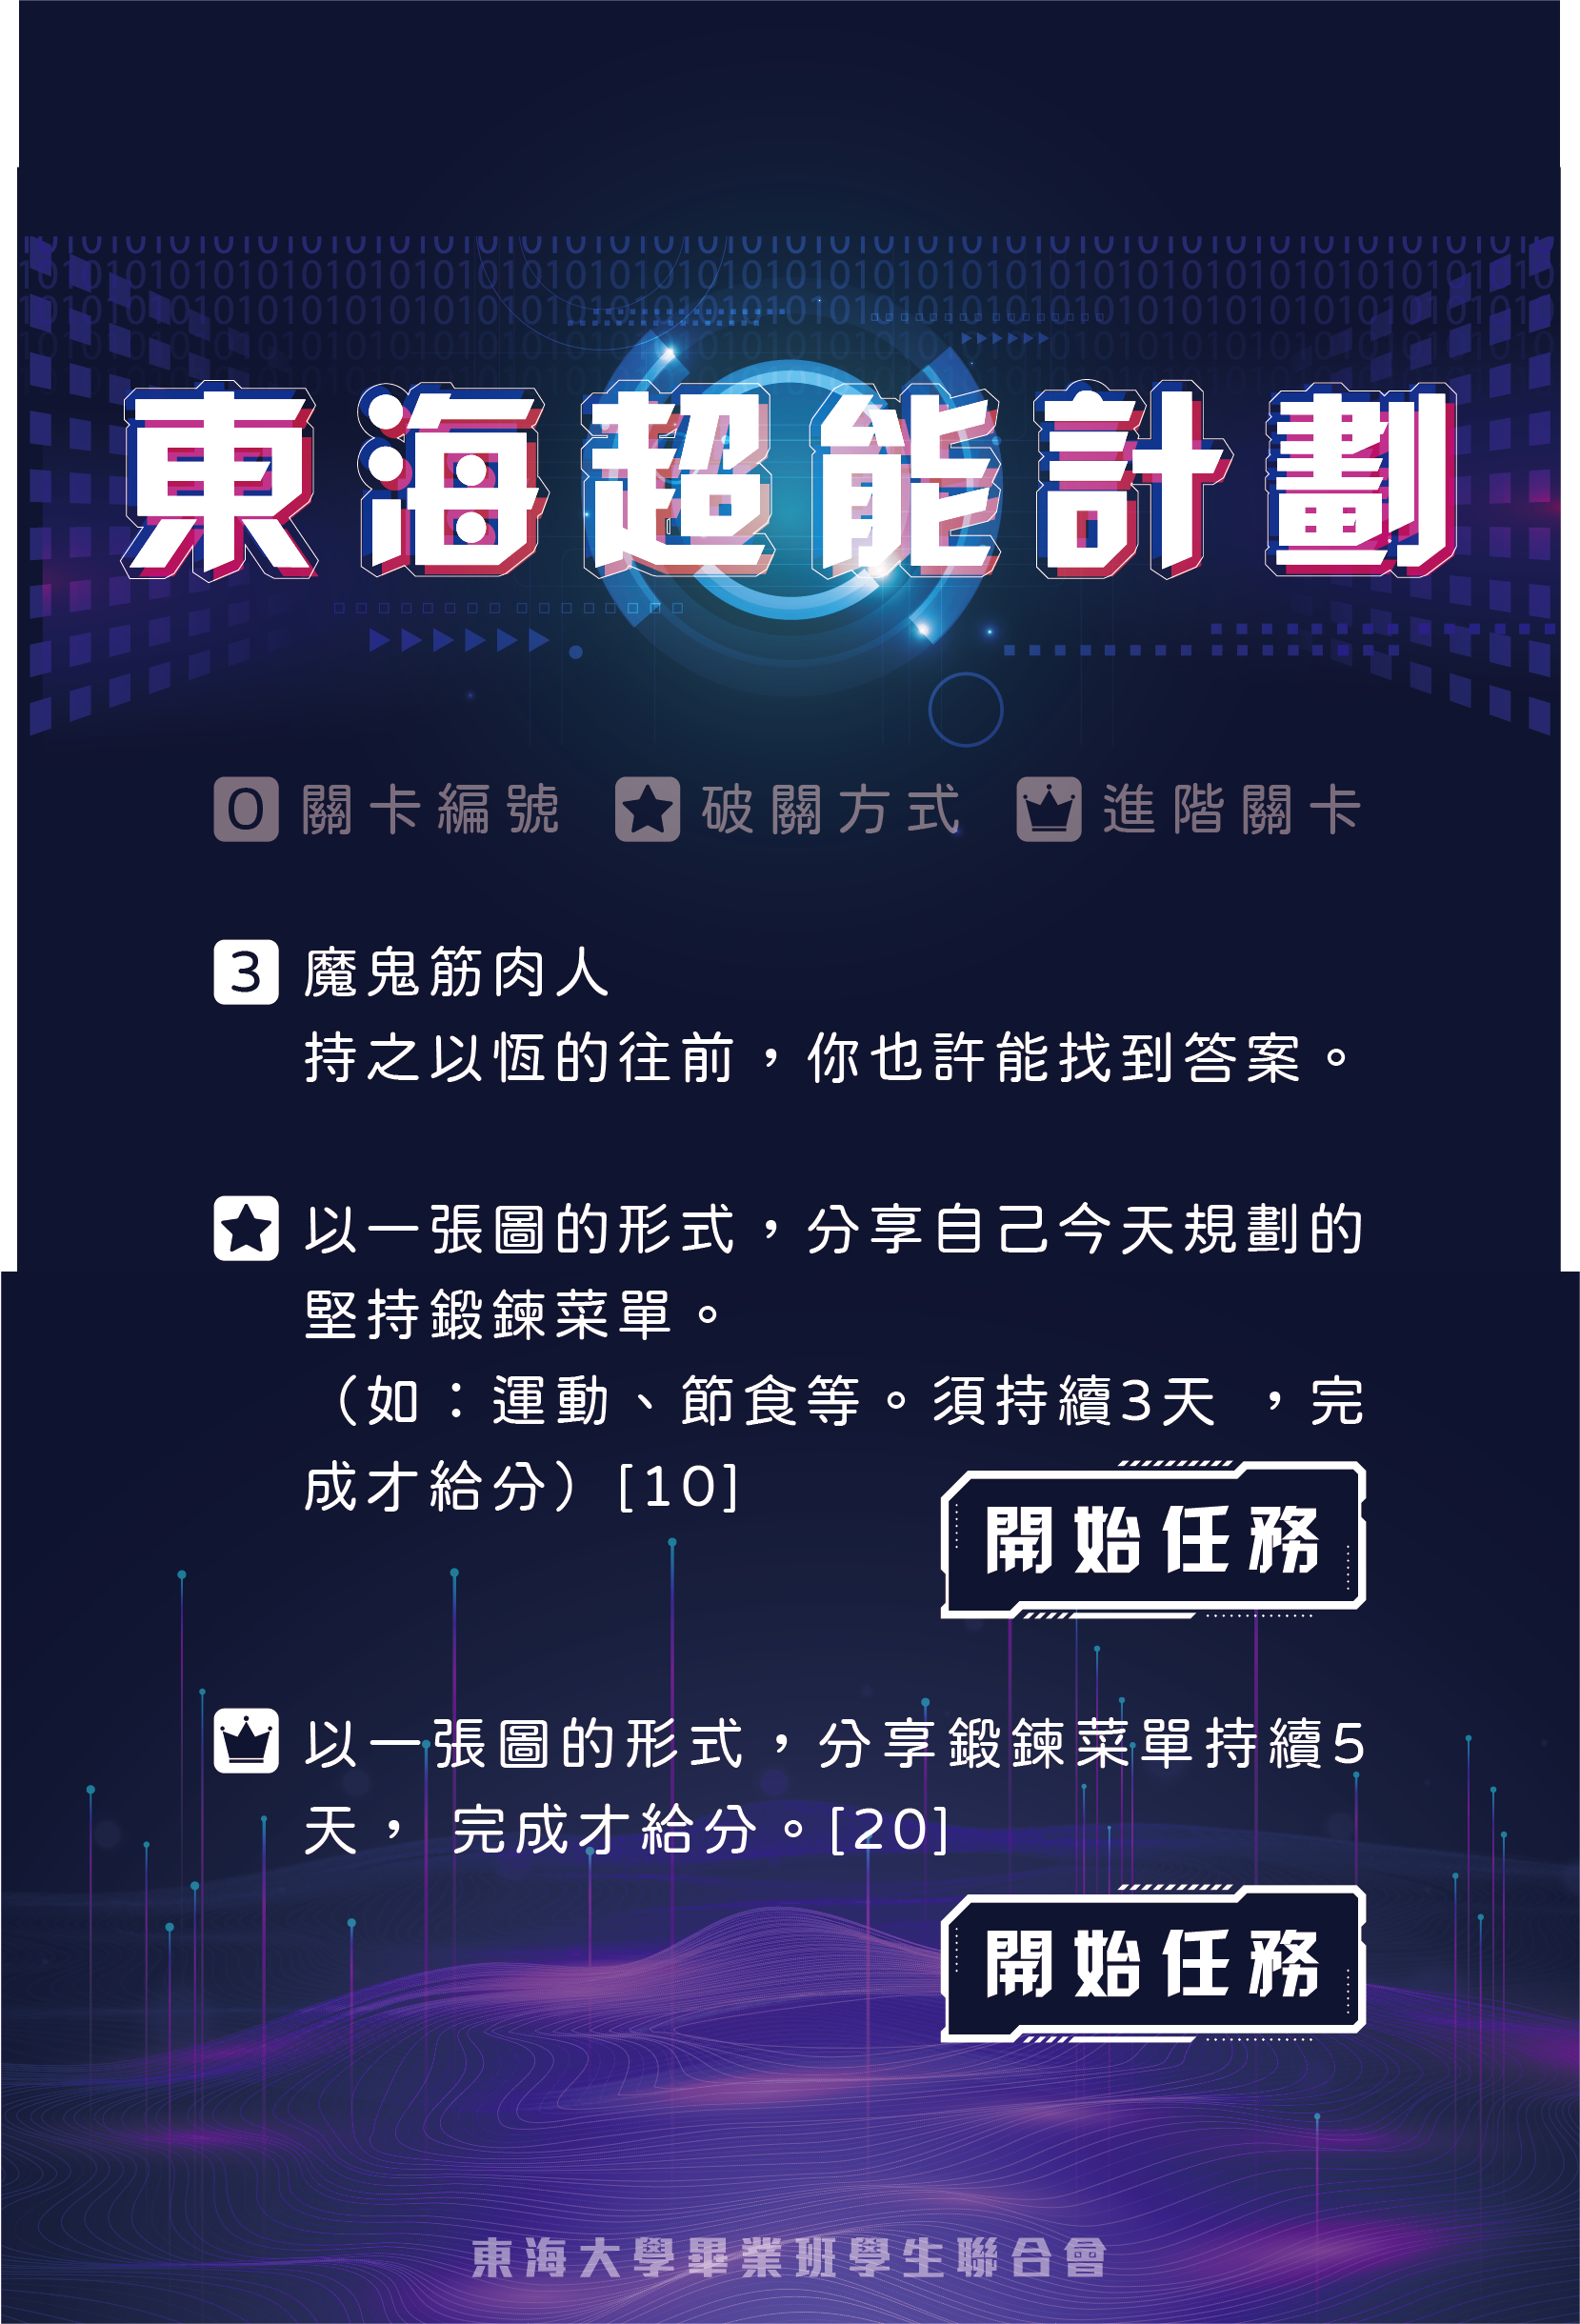 東海超能計劃
0 關卡編號 破關方式 進階關卡
3 魔鬼筋肉人
持之以恆的往前，你也許能找到答案。
以一張圖的形式，分享自己今天規劃的
堅持鍛鍊菜單。
（如：運動、節食等。須持續3天 ，完
成才給分）[10]
開始任務
以一張圖的形式，分享鍛鍊菜單持續5
天， 完成才給分。[20]
開始任務
東海大學畢業班學生聯合會